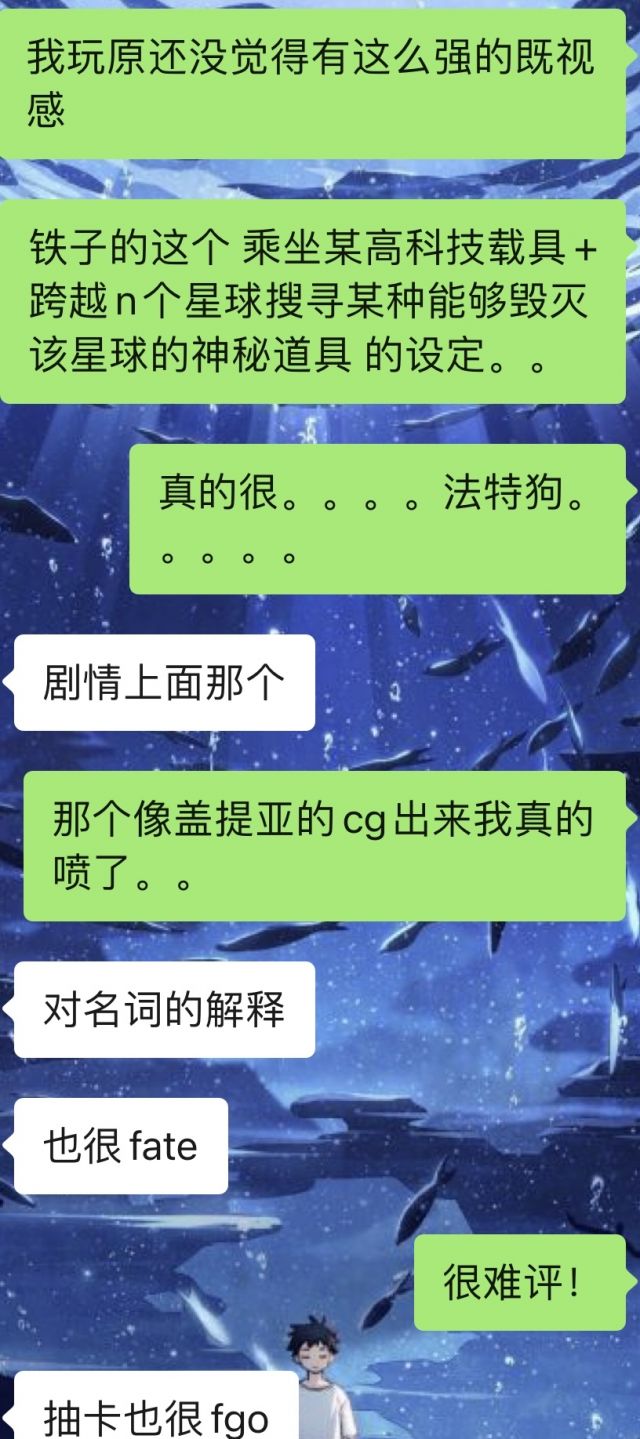 我玩原还没觉得有这么强的既视
感
铁子的这个 乘坐某高科技载具+
跨越n个星球搜寻某种能够毁灭
该星球的神秘道具 的设定。。
真的很。。。。法特狗。
。。。。
剧情上面那个
那个像盖提亚的cg出来我真的
喷了。。
对名词的解释
也很fate
很难评！
抽卡也很fgo